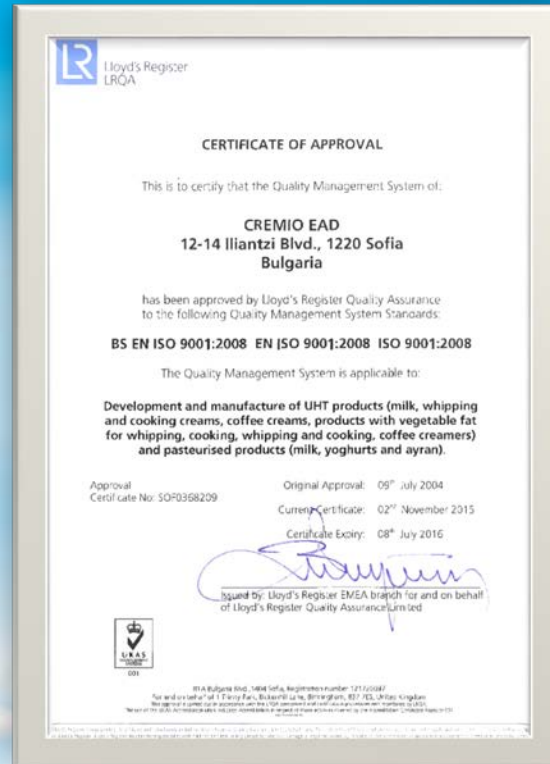 LR
Lloyd's Register
LRQA
CERTIFICATE OF APPROVAL
This is to certify that the Quality Management System of:
CREMIO EAD
12-14 Iliantzi Blvd., 1220 Sofia
Bulgaria
has been approved by Lloyd's Register Quality Assurance
to the following Quality Management System Standards:
BS EN ISO 9001:2008 EN ISO 9001:2008 ISO 9001:2008
The Quality Management System is applicable to:
Development and manufacture of UHT products (milk, whipping
and cooking creams, coffee creams, products with vegetable fat
for whipping, cooking, whipping and cooking, coffee creamers)
and pasteurised products (milk, yoghurts and ayran).
Approval
Certificate No: SOF0368209
Original Approval: 09th July 2004
Current Certificate: 02nd November 2015
Certificate Expiry: 08th July 2016
Issued by: Lloyd's Register EMEA branch for and on behalf
of Lloyd's Register Quality Assurance Limited
UKAS
001